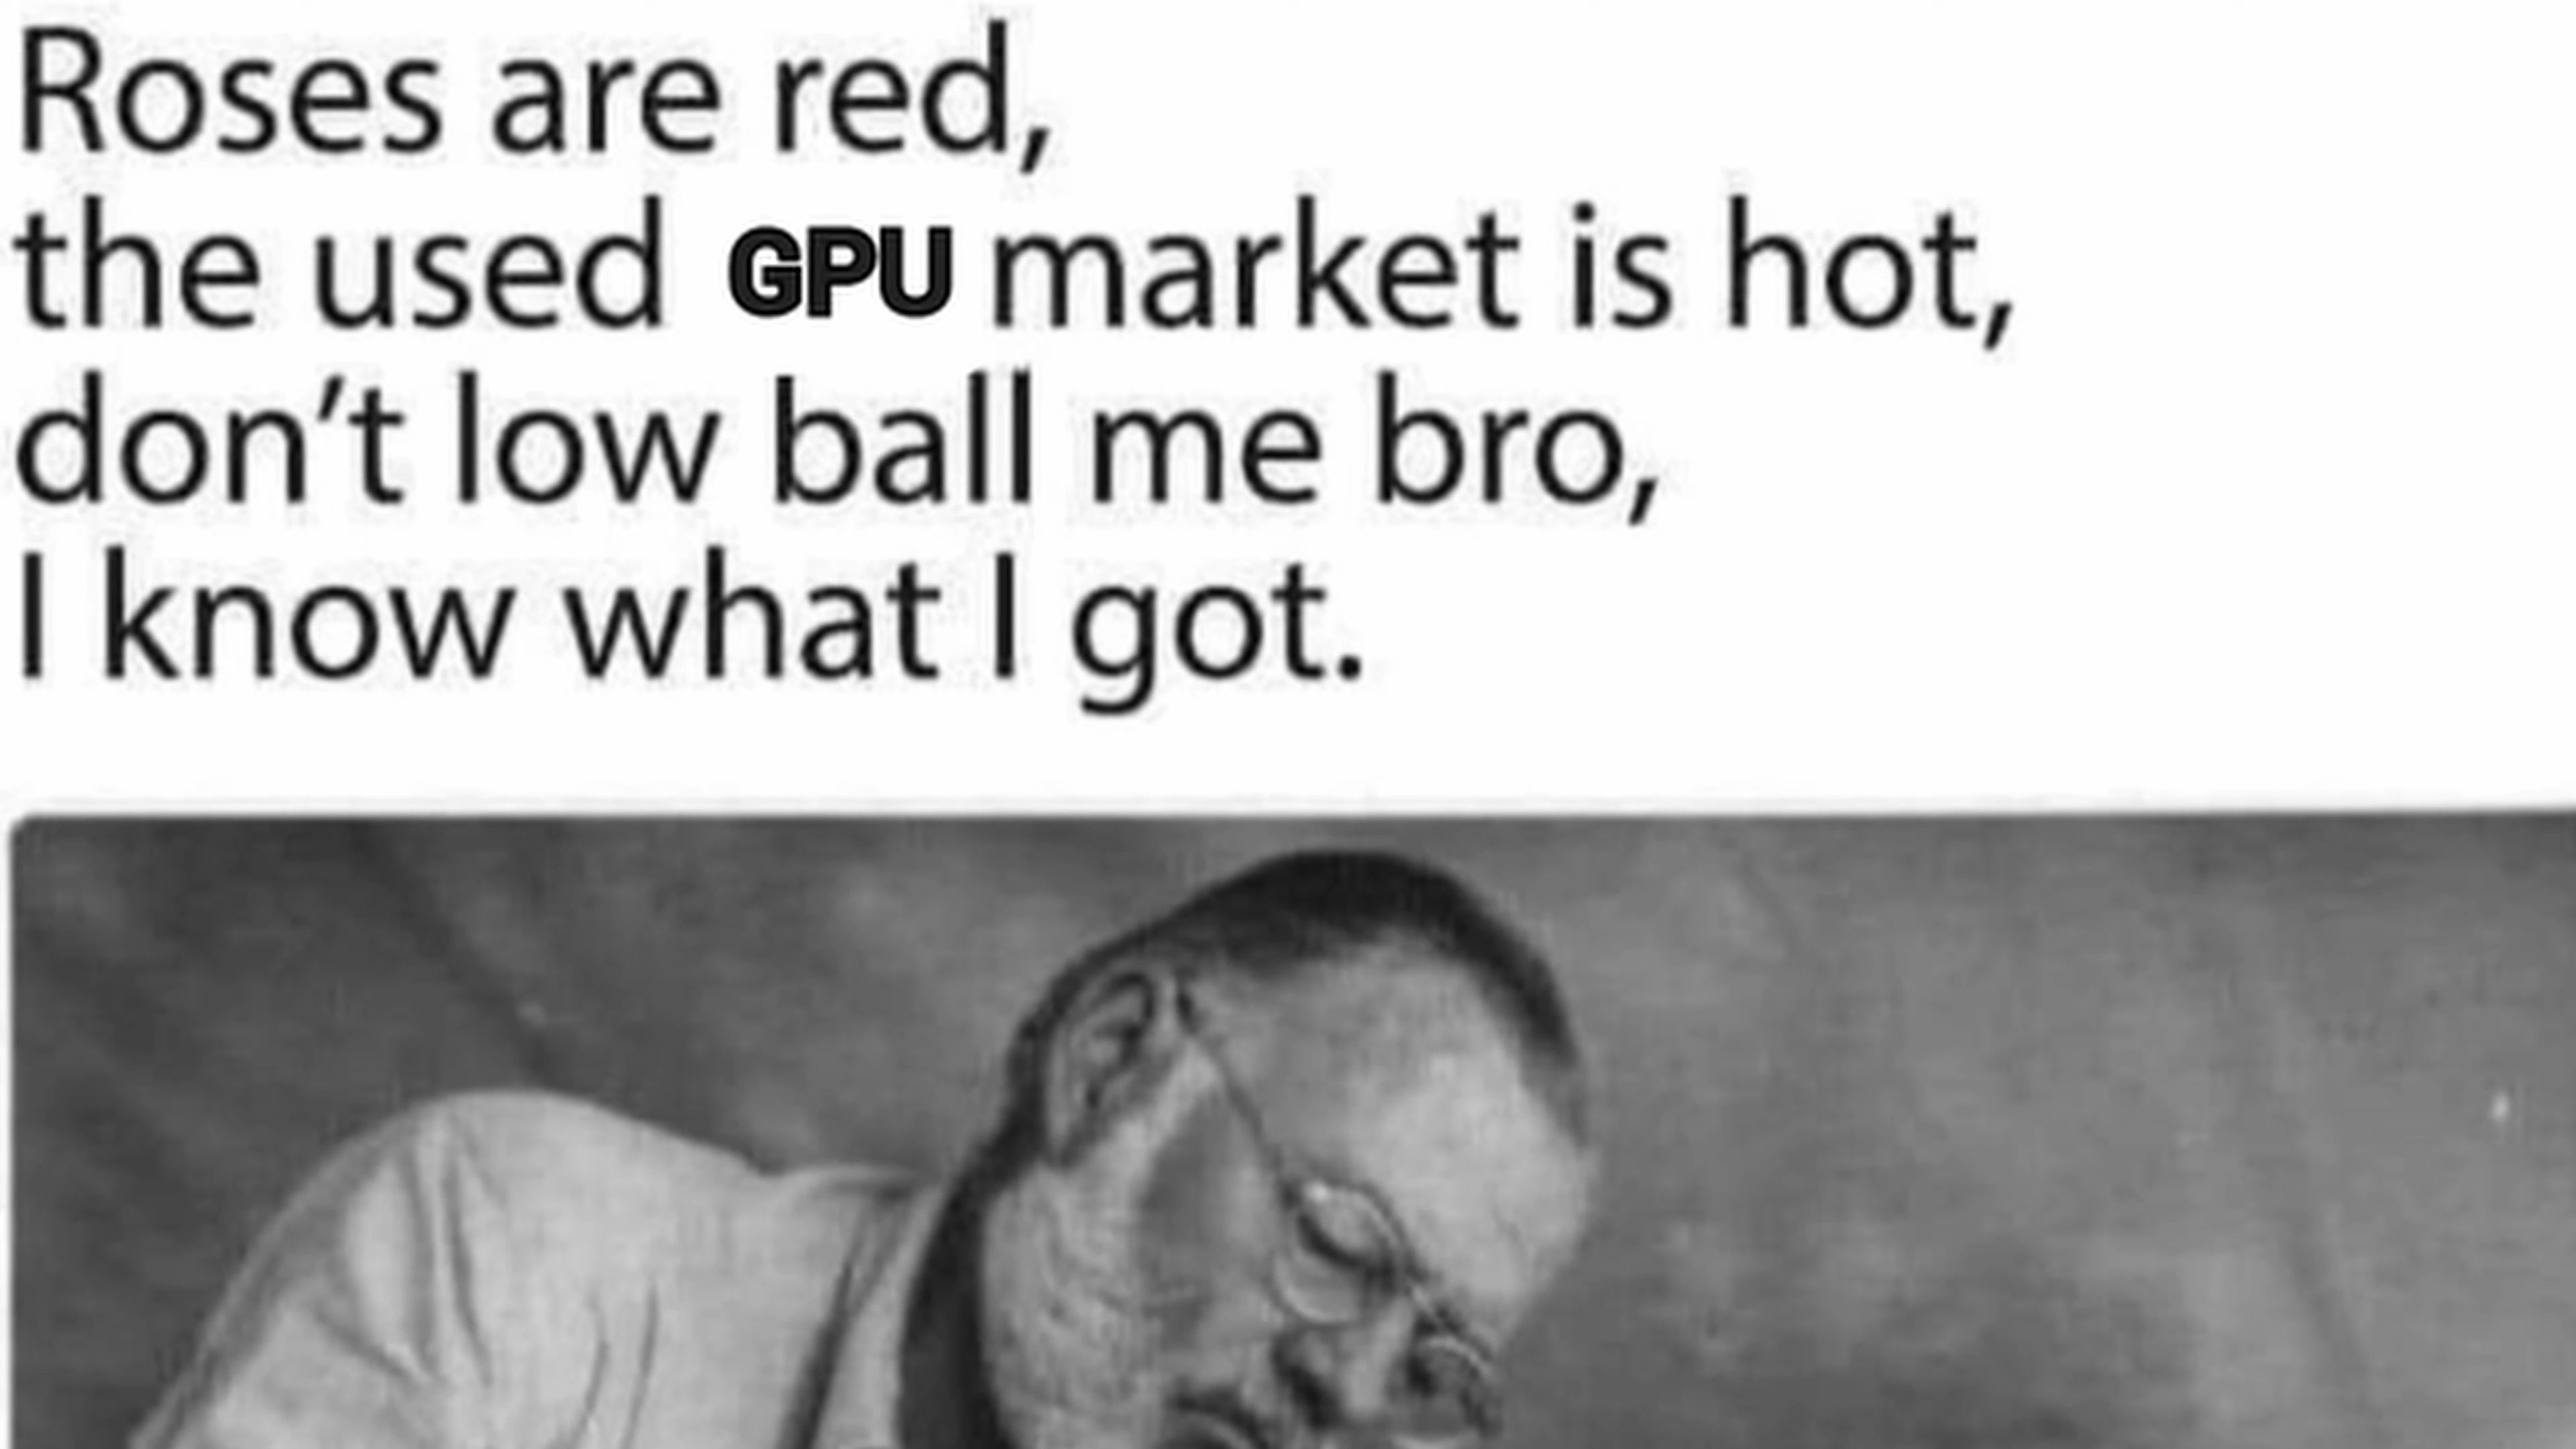 Roses are red,
the used GPU market is hot,
don’t low ball me bro,
I know what I got.